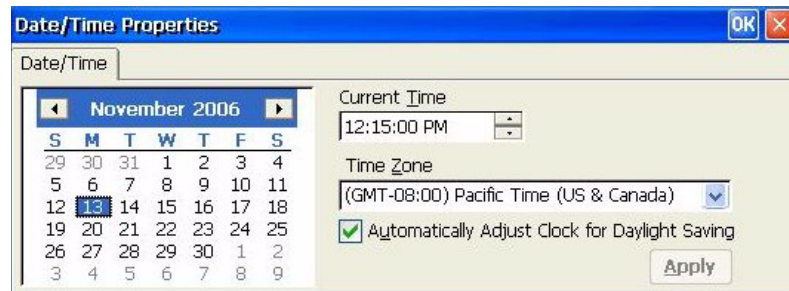 Date/Time Properties OK
Date/Time
November 2006
S M T W T F S
29 30 31 1 2 3 4
5 6 7 8 9 10 11
12 13 14 15 16 17 18
19 20 21 22 23 24 25
26 27 28 29 30 1 2
3 4 5 6 7 8 9
Current Time
12:15:00 PM
Time Zone
(GMT-08:00) Pacific Time (US & Canada)
Automatically Adjust Clock for Daylight Saving
Apply